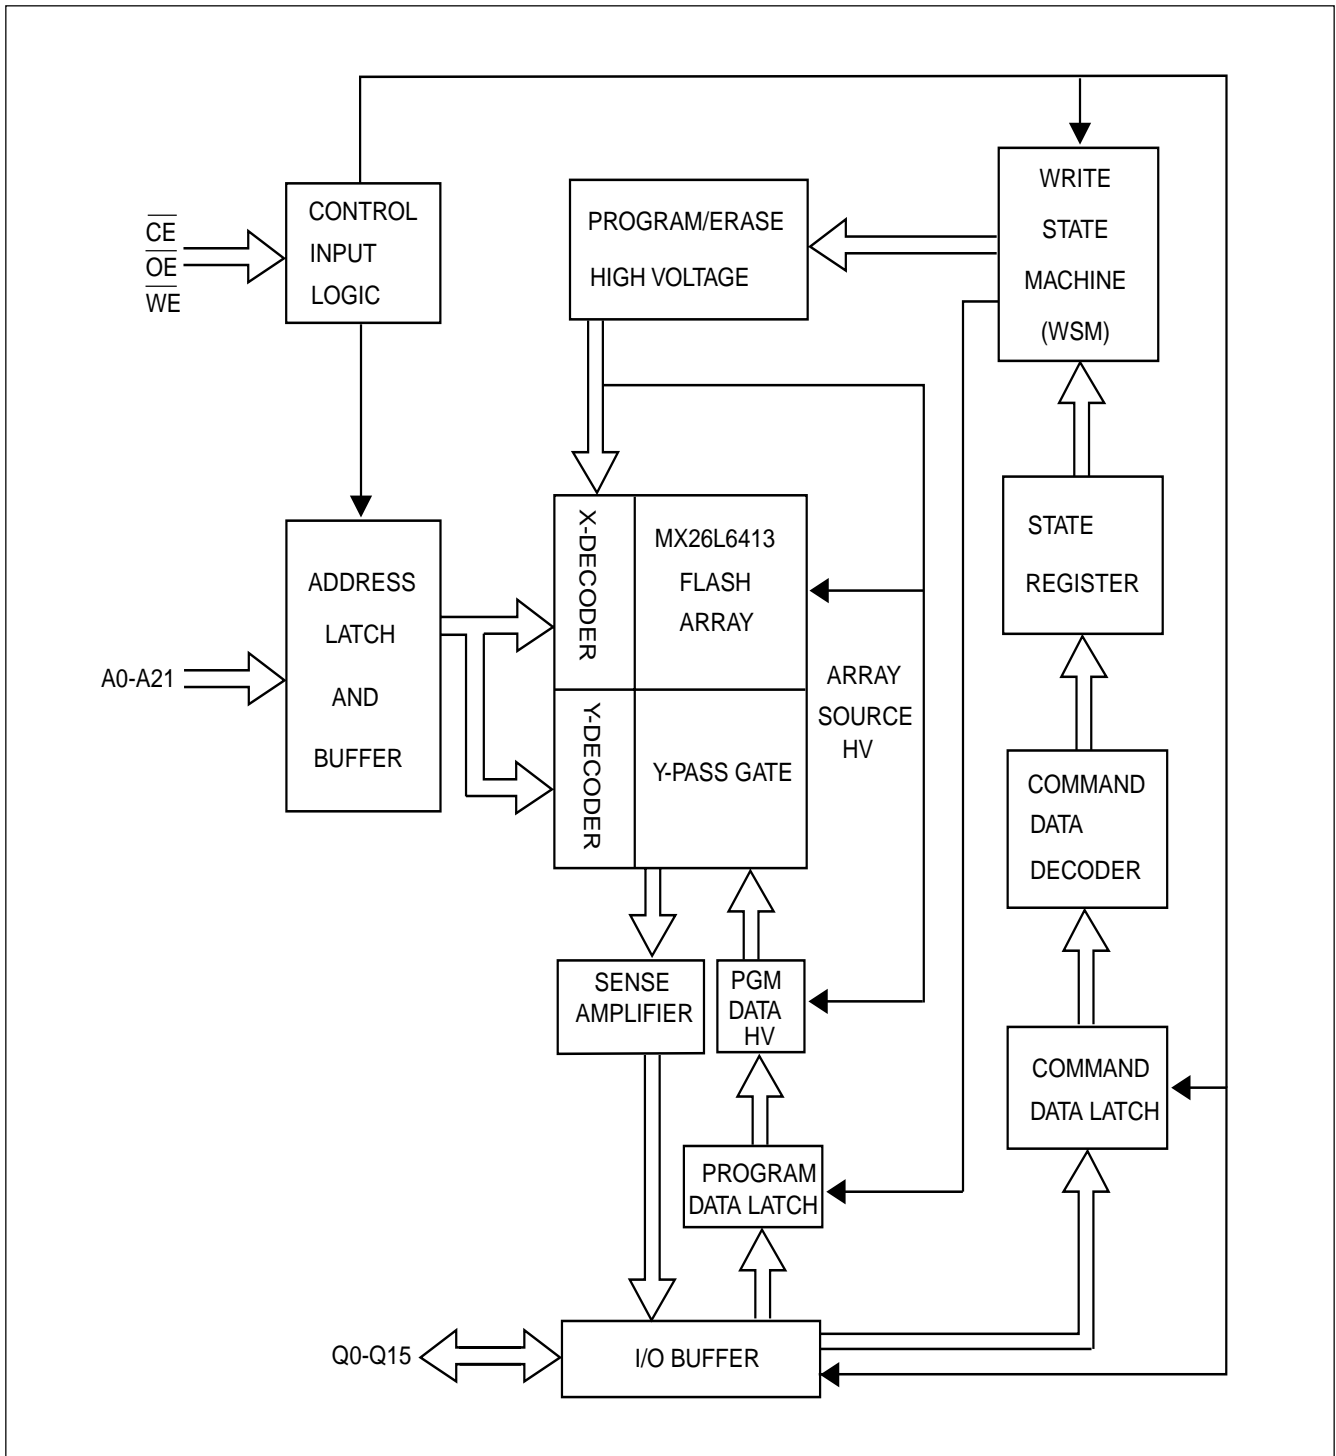 CE
OE
WE
CONTROL
INPUT
LOGIC
PROGRAM/ERASE
HIGH VOLTAGE
WRITE
STATE
MACHINE
(WSM)
A0-A21
ADDRESS
LATCH
AND
BUFFER
X-DECODER
MX26L6413
FLASH
ARRAY
Y-DECODER
Y-PASS GATE
ARRAY
SOURCE
HV
STATE
REGISTER
COMMAND
DATA
DECODER
SENSE
AMPLIFIER
PGM
DATA
HV
COMMAND
DATA LATCH
PROGRAM
DATA LATCH
Q0-Q15
I/O BUFFER